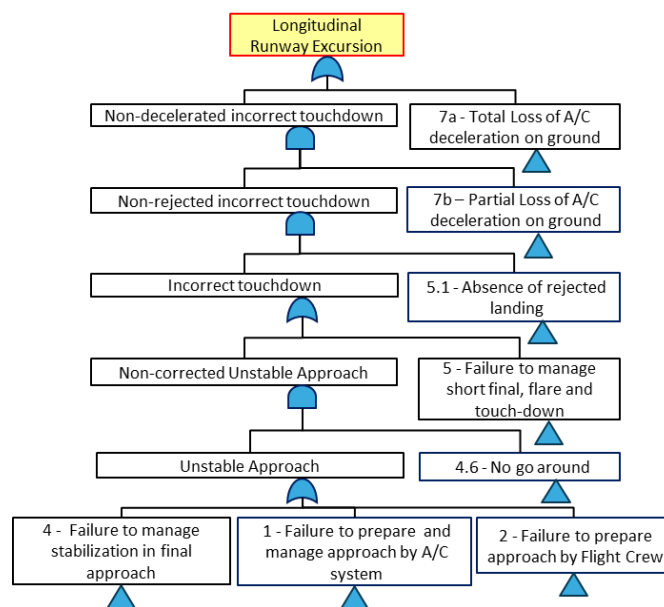 Longitudinal
Runway Excursion
Non-decelerated incorrect touchdown
7a - Total Loss of A/C
deceleration on ground
Non-rejected incorrect touchdown
7b – Partial Loss of A/C
deceleration on ground
Incorrect touchdown
5.1 - Absence of rejected
landing
Non-corrected Unstable Approach
5 - Failure to manage
short final, flare and
touch-down
Unstable Approach
4.6 - No go around
4 - Failure to manage
stabilization in final
approach
1 - Failure to prepare and
manage approach by A/C
system
2 - Failure to prepare
approach by Flight Crew